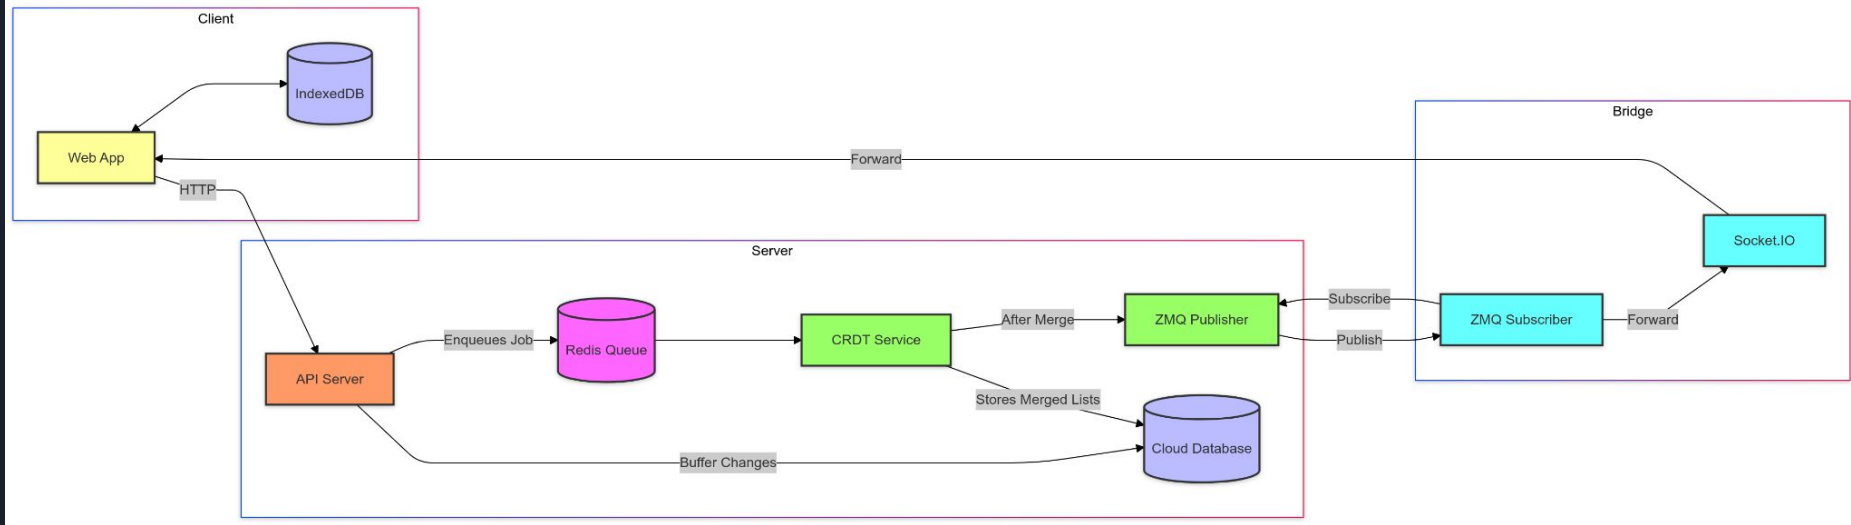 Client
IndexedDB
Web App
HTTP
Forward
Bridge
Socket.IO
Server
Subscribe
ZMQ Subscriber
Forward
Publish
ZMQ Publisher
After Merge
CRDT Service
Enqueues Job
Redis Queue
API Server
Stores Merged Lists
Cloud Database
Buffer Changes